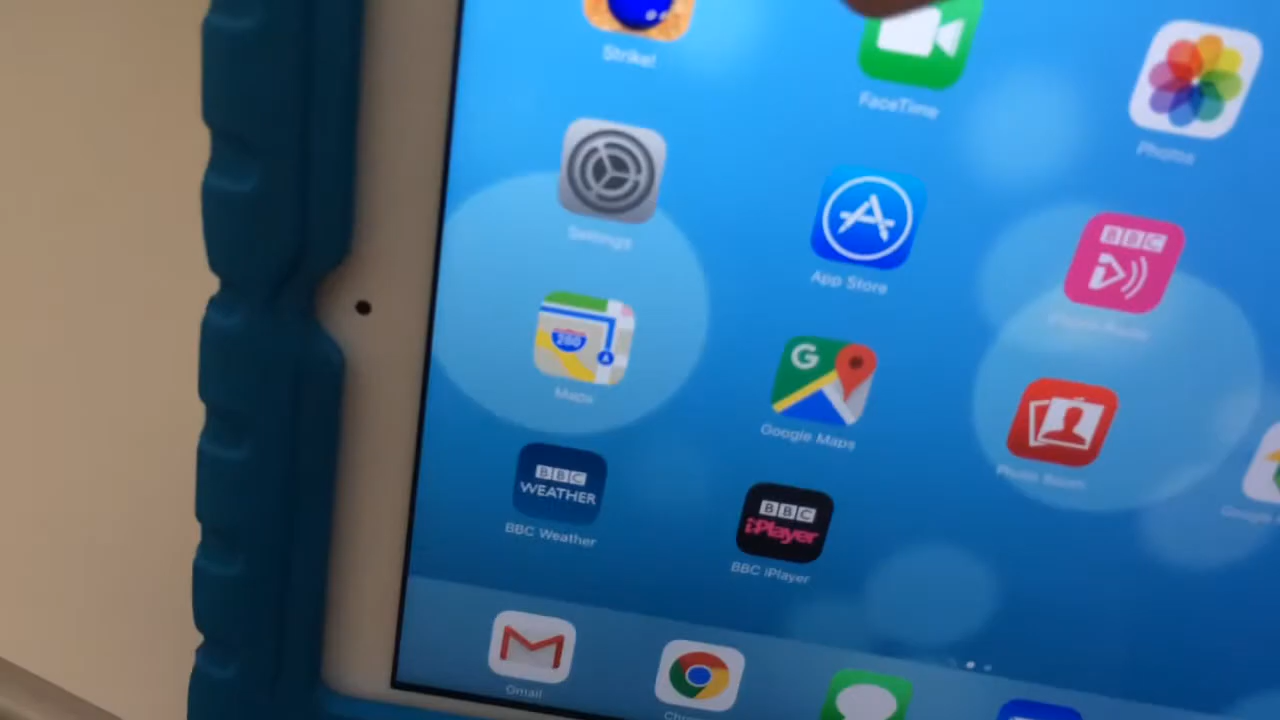 Strike!
FaceTime
Photos
Settings
App Store
BBC
280
Maps
G
Google Maps
BBC
WEATHER
BBC Weather
BBC
iPlayer
BBC iPlayer
Gmail